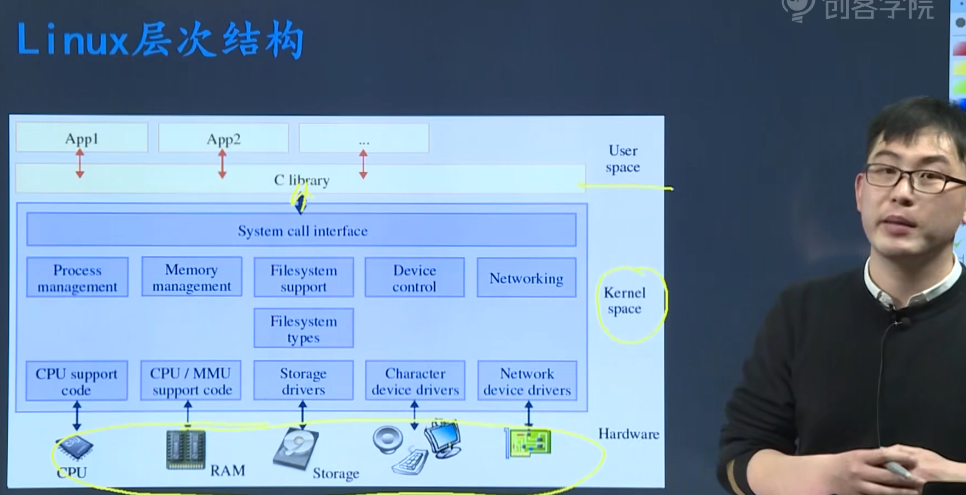 创客学院
Linux层次结构
App1
App2
...
User
space
C library
System call interface
Process
management
Memory
management
Filesystem
support
Device
control
Networking
Kernel
space
Filesystem
types
CPU support
code
CPU / MMU
support code
Storage
drivers
Character
device drivers
Network
device drivers
Hardware
CPU
RAM
Storage